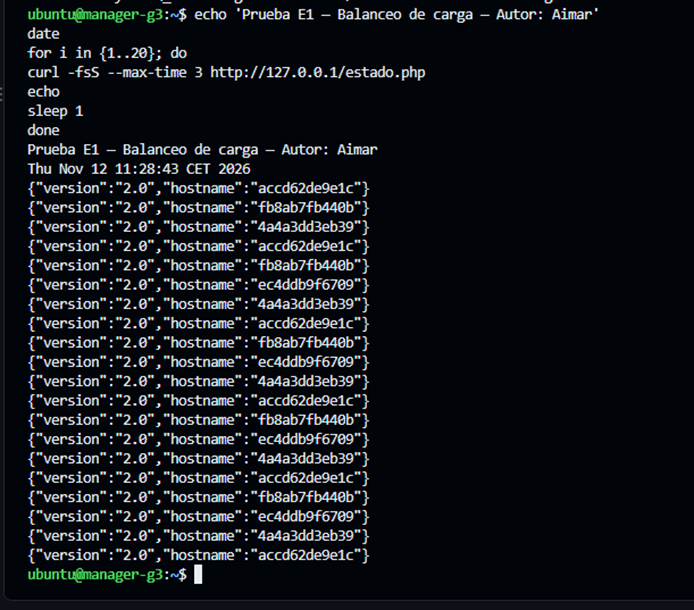 ubuntu@manager-g3:~$ echo 'Prueba E1 — Balanceo de carga — Autor: Aimar'
date
for i in {1..20}; do
curl -fsS --max-time 3 http://127.0.0.1/estado.php
echo
sleep 1
done
Prueba E1 — Balanceo de carga — Autor: Aimar
Thu Nov 12 11:28:43 CET 2026
{"version":"2.0","hostname":"accd62de9e1c"}
{"version":"2.0","hostname":"fb8ab7fb440b"}
{"version":"2.0","hostname":"4a4a3dd3eb39"}
{"version":"2.0","hostname":"accd62de9e1c"}
{"version":"2.0","hostname":"fb8ab7fb440b"}
{"version":"2.0","hostname":"ec4ddb9f6709"}
{"version":"2.0","hostname":"4a4a3dd3eb39"}
{"version":"2.0","hostname":"accd62de9e1c"}
{"version":"2.0","hostname":"fb8ab7fb440b"}
{"version":"2.0","hostname":"ec4ddb9f6709"}
{"version":"2.0","hostname":"4a4a3dd3eb39"}
{"version":"2.0","hostname":"accd62de9e1c"}
{"version":"2.0","hostname":"fb8ab7fb440b"}
{"version":"2.0","hostname":"ec4ddb9f6709"}
{"version":"2.0","hostname":"4a4a3dd3eb39"}
{"version":"2.0","hostname":"accd62de9e1c"}
{"version":"2.0","hostname":"fb8ab7fb440b"}
{"version":"2.0","hostname":"ec4ddb9f6709"}
{"version":"2.0","hostname":"4a4a3dd3eb39"}
{"version":"2.0","hostname":"accd62de9e1c"}
ubuntu@manager-g3:~$